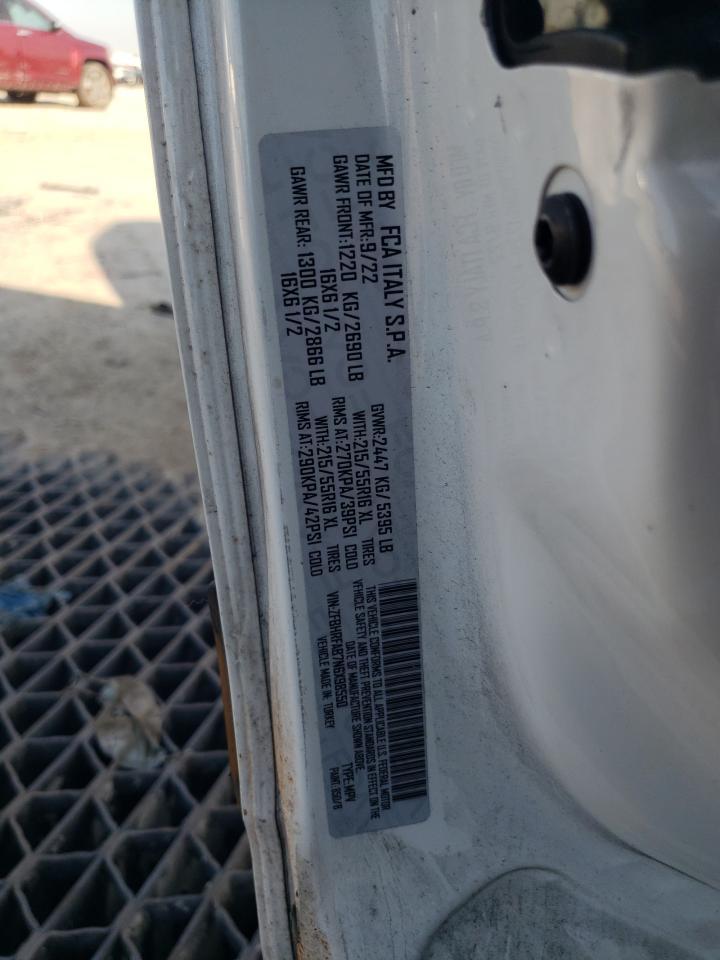 MFD BY FCA ITALY S.P.A.
DATE OF MFR:9/22 GVWR:2447 KG/5395 LB
GAWR FRONT:1220 KG/2690 LB WITH:215/55R16 XL TIRES
16X6 1/2 RIMS AT:270KPA/39PSI COLD
GAWR REAR: 1300 KG/2866 LB WITH:215/55R16 XL TIRES
16X6 1/2 RIMS AT:290KPA/42PSI COLD
THIS VEHICLE CONFORMS TO ALL APPLICABLE U.S. FEDERAL MOTOR
VEHICLE SAFETY AND THEFT PREVENTION STANDARDS IN EFFECT ON THE
DATE OF MANUFACTURE SHOWN ABOVE.
VIN:ZFBHRFAB7N6X98550 TYPE:MPV
VEHICLE MADE IN: TURKEY PAINT: 850/B